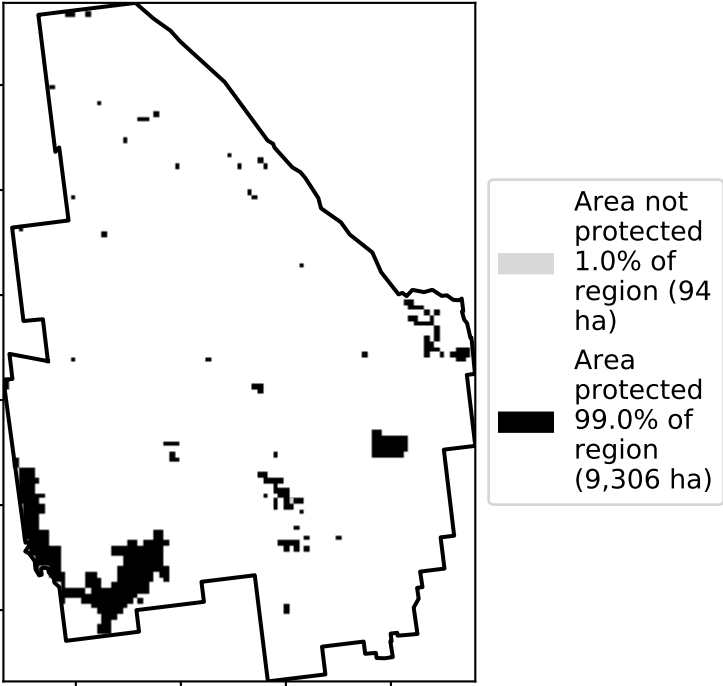 Area not
protected
1.0% of
region (94
ha)
Area
protected
99.0% of
region
(9,306 ha)